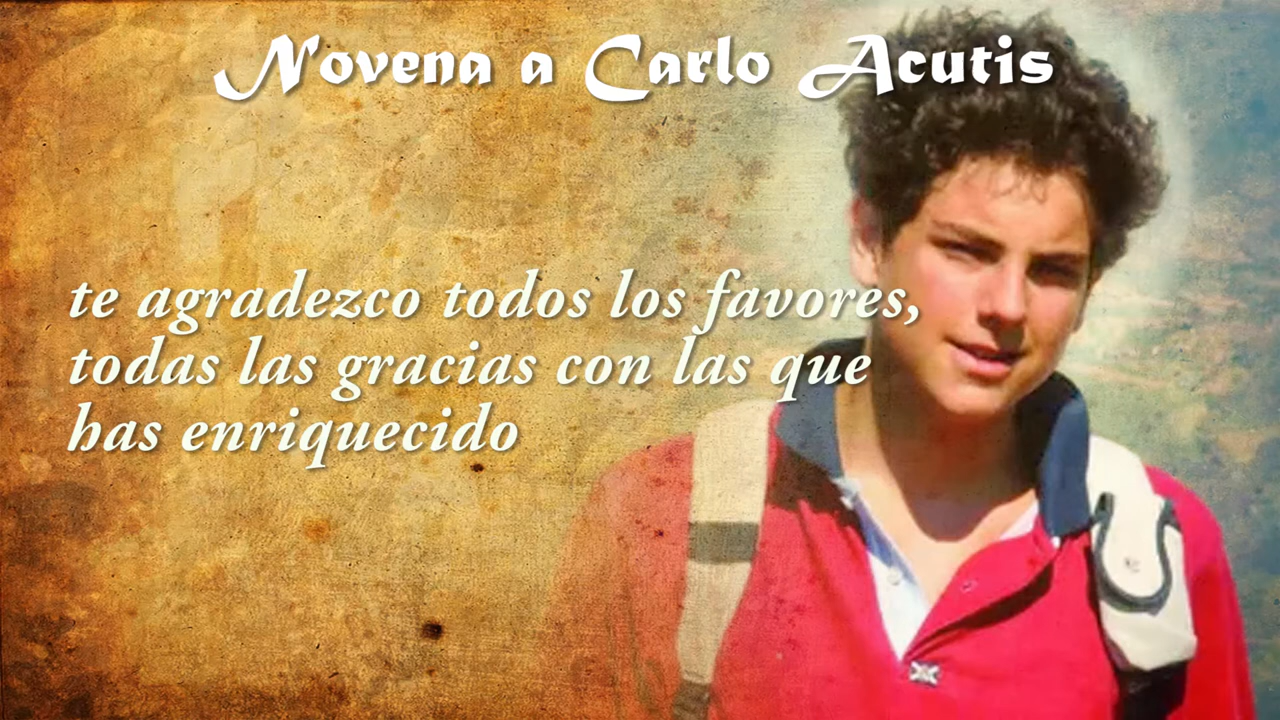 Novena a Carlo Acutis
te agradezco todos los favores,
todas las gracias con las que
has enriquecido